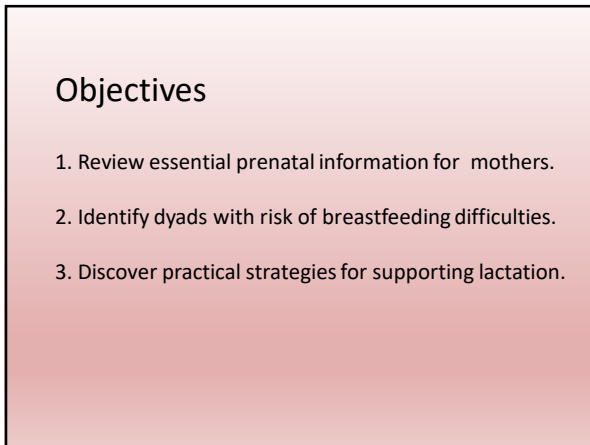 Objectives
1. Review essential prenatal information for  mothers.
2. Identify dyads with risk of breastfeeding difficulties.
3. Discover practical strategies for supporting lactation.